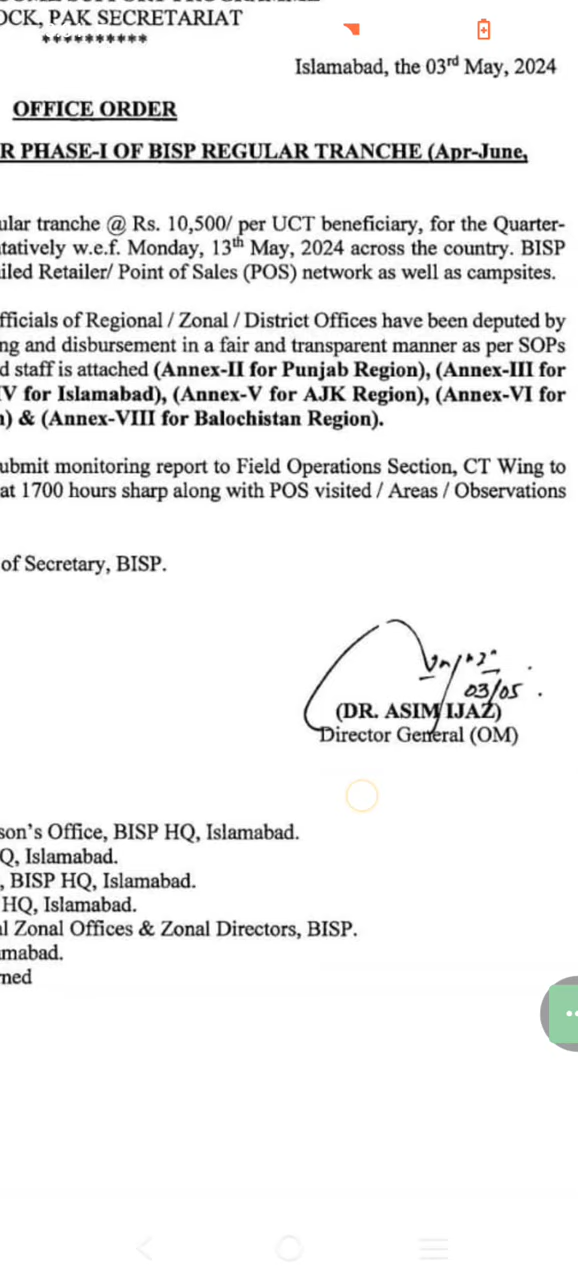 OCK, PAK SECRETARIAT
**********
Islamabad, the 03rd May, 2024
OFFICE ORDER
R PHASE-I OF BISP REGULAR TRANCHE (Apr-June,
ular tranche @ Rs. 10,500/ per UCT beneficiary, for the Quarter-
tatively w.e.f. Monday, 13th May, 2024 across the country. BISP
iled Retailer/ Point of Sales (POS) network as well as campsites.
fficials of Regional / Zonal / District Offices have been deputed by
ng and disbursement in a fair and transparent manner as per SOPs
d staff is attached (Annex-II for Punjab Region), (Annex-III for
IV for Islamabad), (Annex-V for AJK Region), (Annex-VI for
n) & (Annex-VIII for Balochistan Region).
ubmit monitoring report to Field Operations Section, CT Wing to
at 1700 hours sharp along with POS visited / Areas / Observations
of Secretary, BISP.
03/05
(DR. ASIM IJAZ)
Director General (OM)
son's Office, BISP HQ, Islamabad.
Q, Islamabad.
, BISP HQ, Islamabad.
HQ, Islamabad.
al Zonal Offices & Zonal Directors, BISP.
mabad.
ned